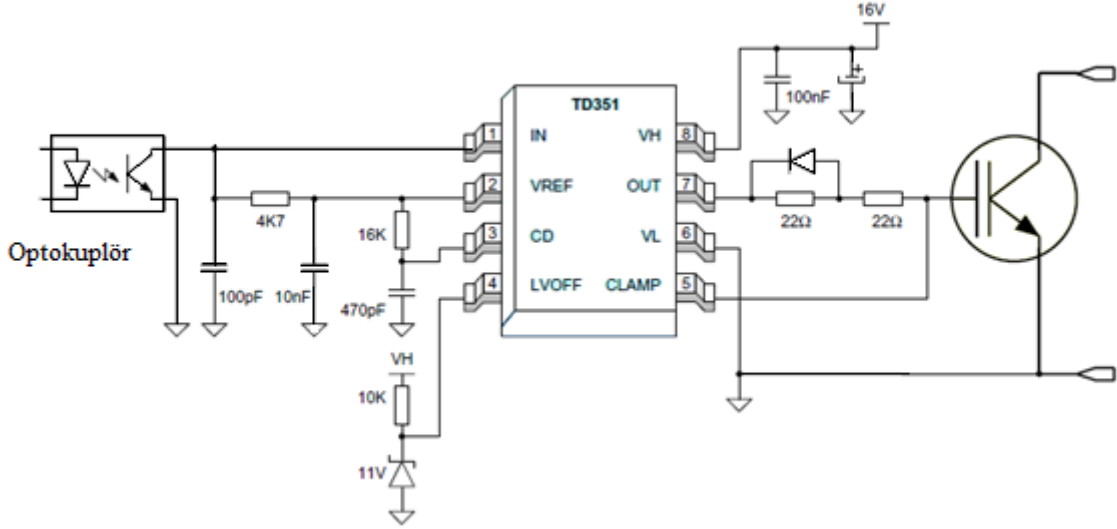 16V
TD351
100nF
1 IN VH 8
2 VREF OUT 7
4K7
16K
22Ω 22Ω
3 CD VL 6
Optokuplör
4 LVOFF CLAMP 5
100pF 10nF
470pF
VH
10K
11V